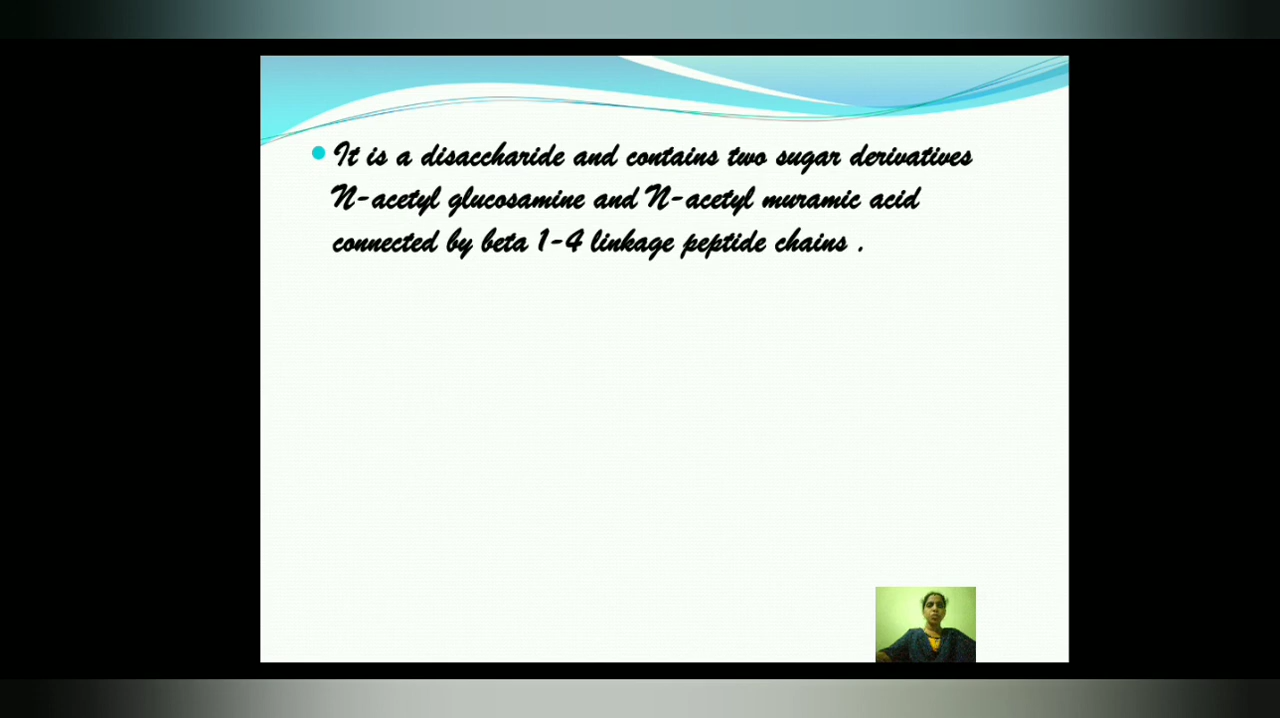 It is a disaccharide and contains two sugar derivatives
N-acetyl glucosamine and N-acetyl muramic acid
connected by beta 1-4 linkage peptide chains .